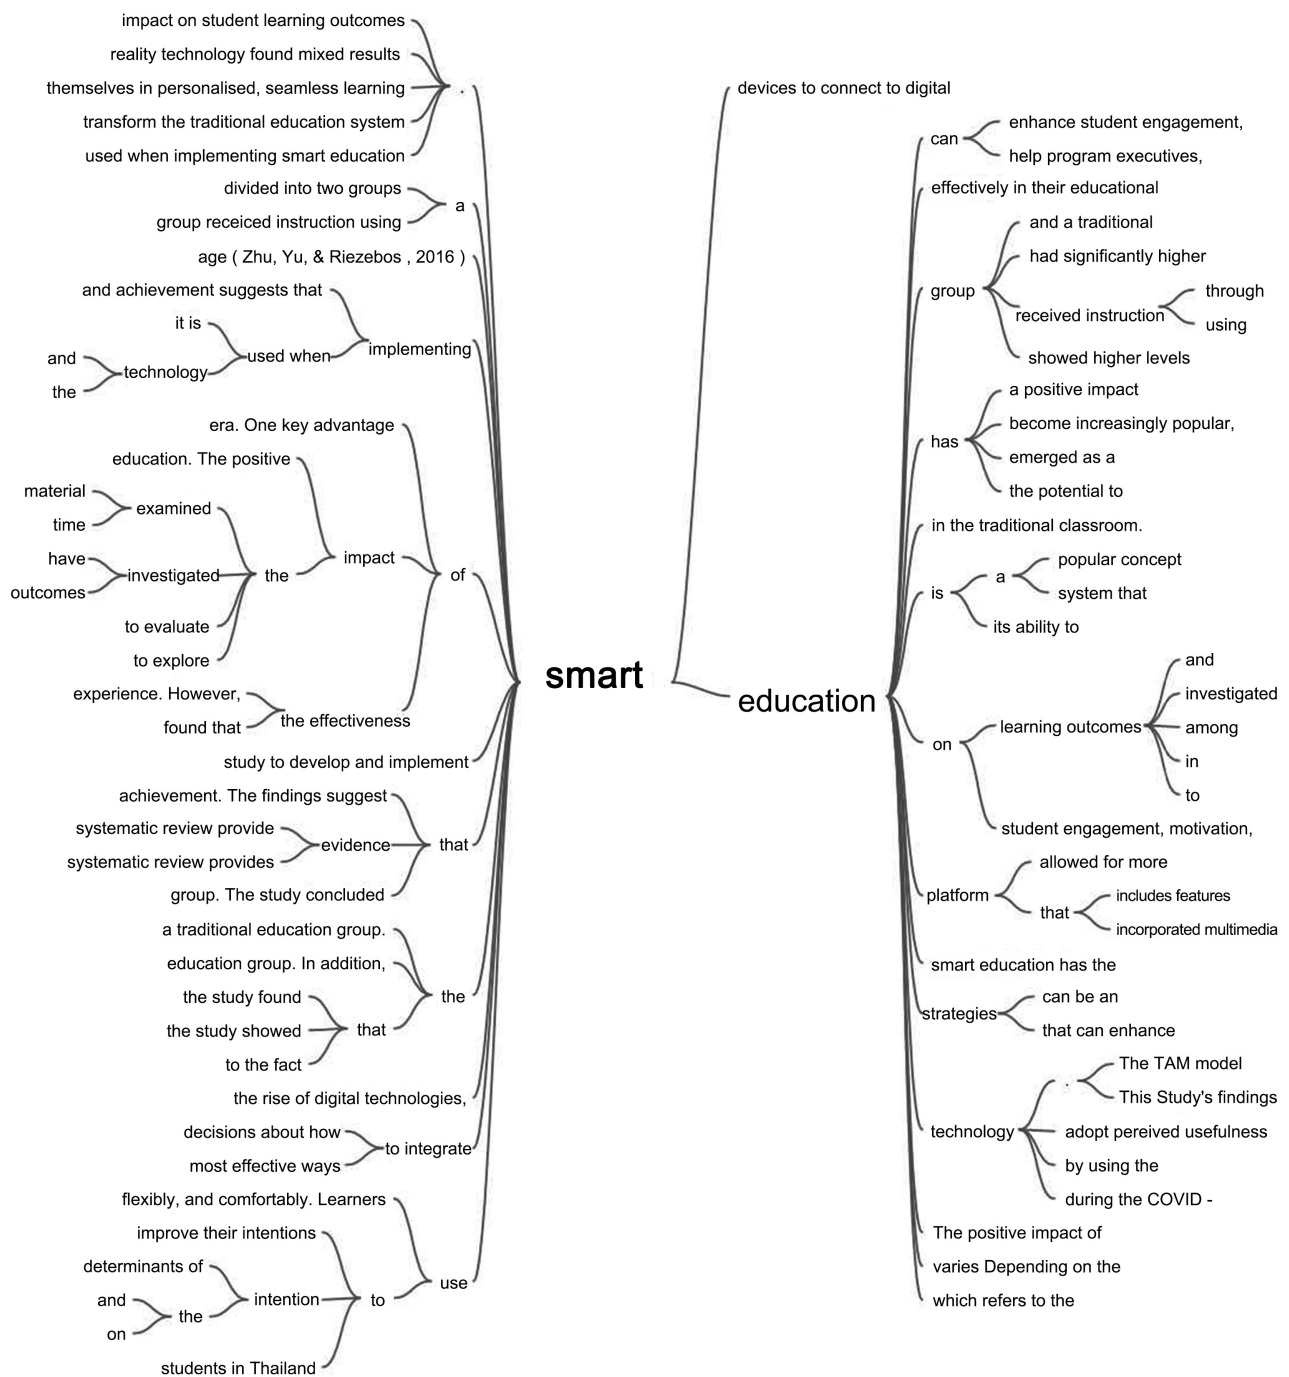 impact on student learning outcomes
reality technology found mixed results
themselves in personalised, seamless learning
transform the traditional education system
used when implementing smart education
.
divided into two groups
group receiced instruction using
a
age ( Zhu, Yu, & Riezebos , 2016 )
and achievement suggests that
it is
and
the
technology
used when
implementing
era. One key advantage
education. The positive
material
time
examined
have
outcomes
investigated
to evaluate
to explore
the
impact
of
experience. However,
found that
the effectiveness
study to develop and implement
achievement. The findings suggest
systematic review provide
systematic review provides
evidence
that
group. The study concluded
a traditional education group.
education group. In addition,
the study found
the study showed
to the fact
that
the
the rise of digital technologies,
decisions about how
most effective ways
to integrate
flexibly, and comfortably. Learners
improve their intentions
determinants of
and
on
the
intention
to
use
students in Thailand
smart
devices to connect to digital
education
can
enhance student engagement,
help program executives,
effectively in their educational
group
and a traditional
had significantly higher
received instruction
through
using
showed higher levels
has
a positive impact
become increasingly popular,
emerged as a
the potential to
in the traditional classroom.
is
a
popular concept
system that
its ability to
on
learning outcomes
and
investigated
among
in
to
student engagement, motivation,
platform
allowed for more
that
includes features
incorporated multimedia
smart education has the
strategies
can be an
that can enhance
technology
.
The TAM model
This Study's findings
adopt pereived usefulness
by using the
during the COVID -
The positive impact of
varies Depending on the
which refers to the